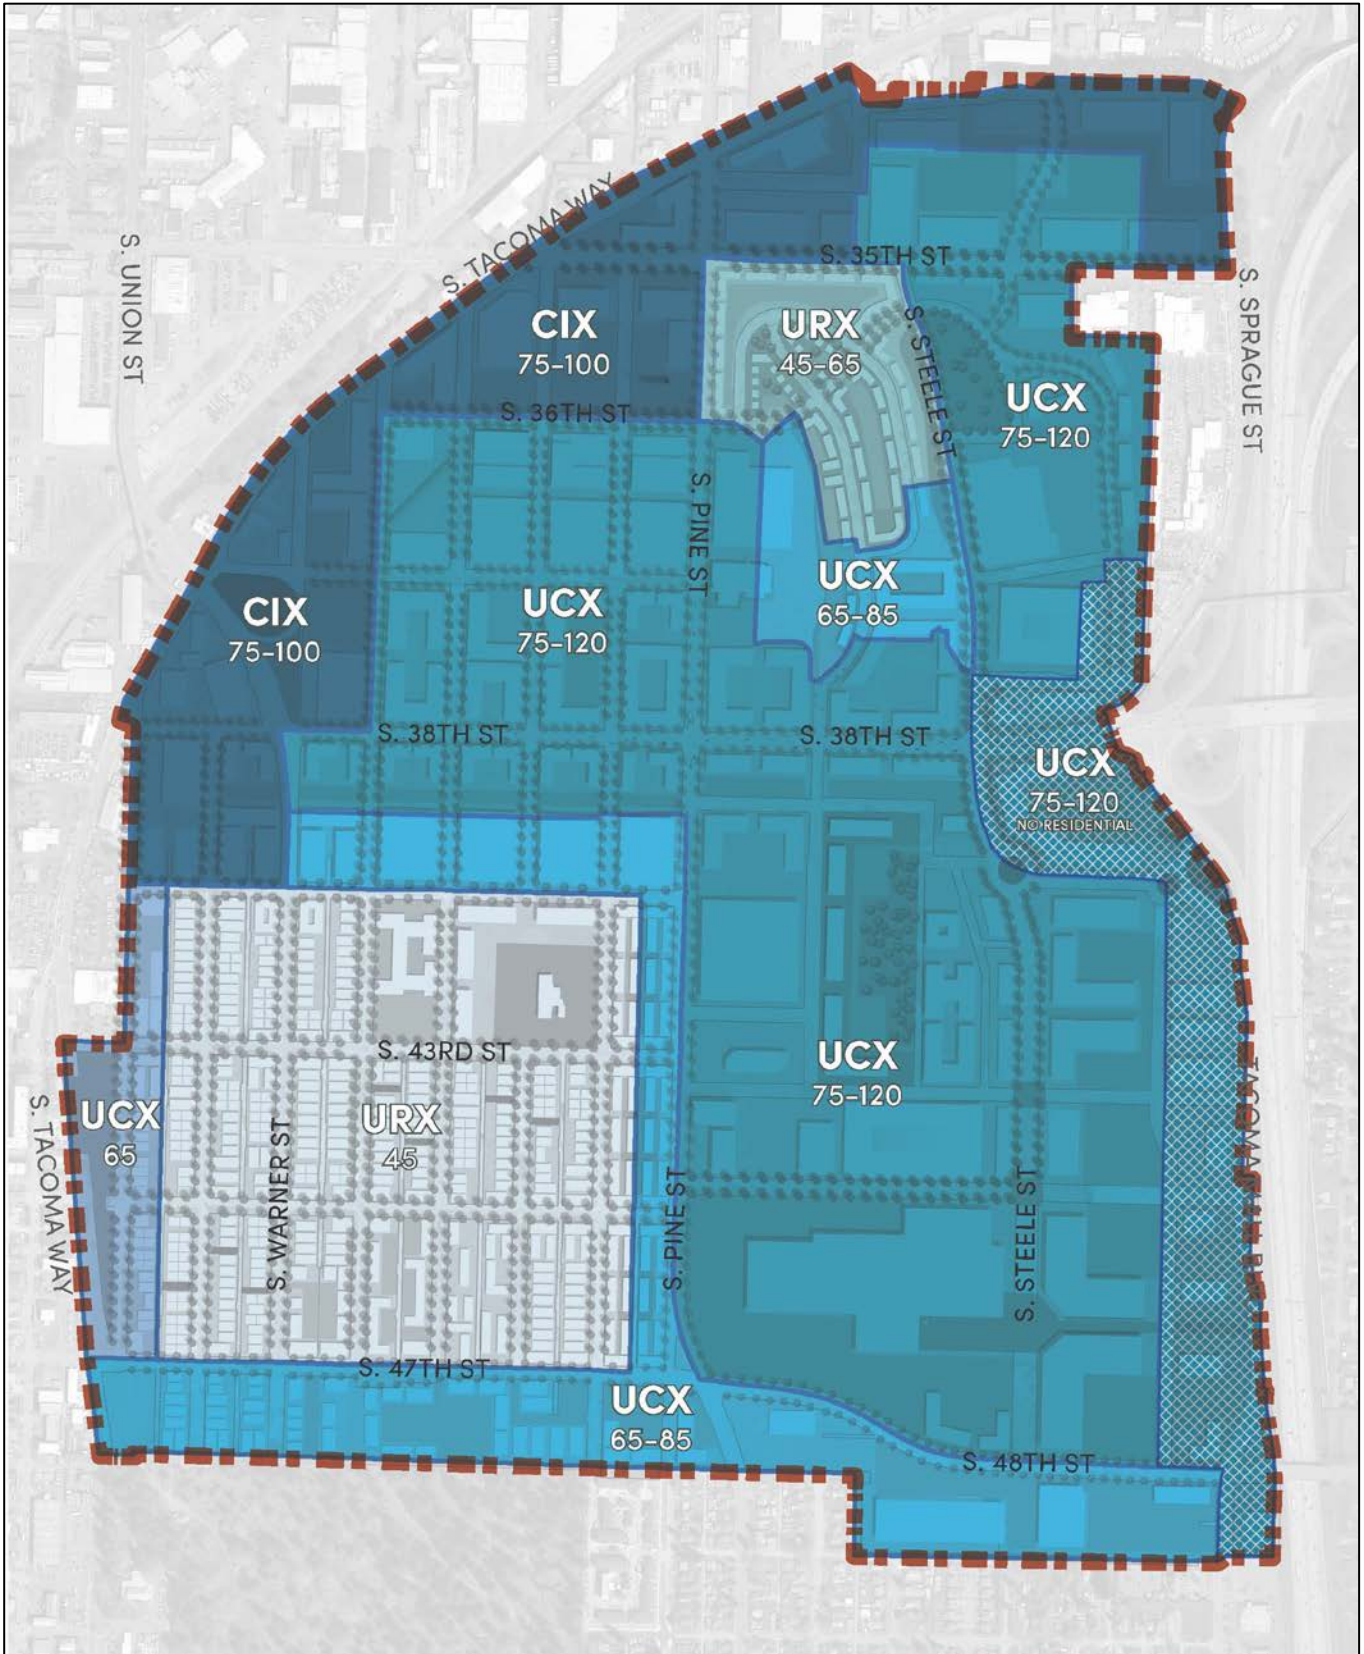 S. TACOMA WAY
S. UNION ST
S. 35TH ST
S. SPRAGUE ST
CIX
75-100
URX
45-65
S. STEELE ST
UCX
75-120
S. 36TH ST
S. PINE ST
CIX
75-100
UCX
75-120
UCX
65-85
S. 38TH ST
S. 38TH ST
UCX
75-120
NO RESIDENTIAL
S. 43RD ST
UCX
75-120
TACOMA
S. TACOMA WAY
UCX
65
S. WARNER ST
URX
45
S. PINE ST
S. STEELE ST
S. 47TH ST
UCX
65-85
S. 48TH ST